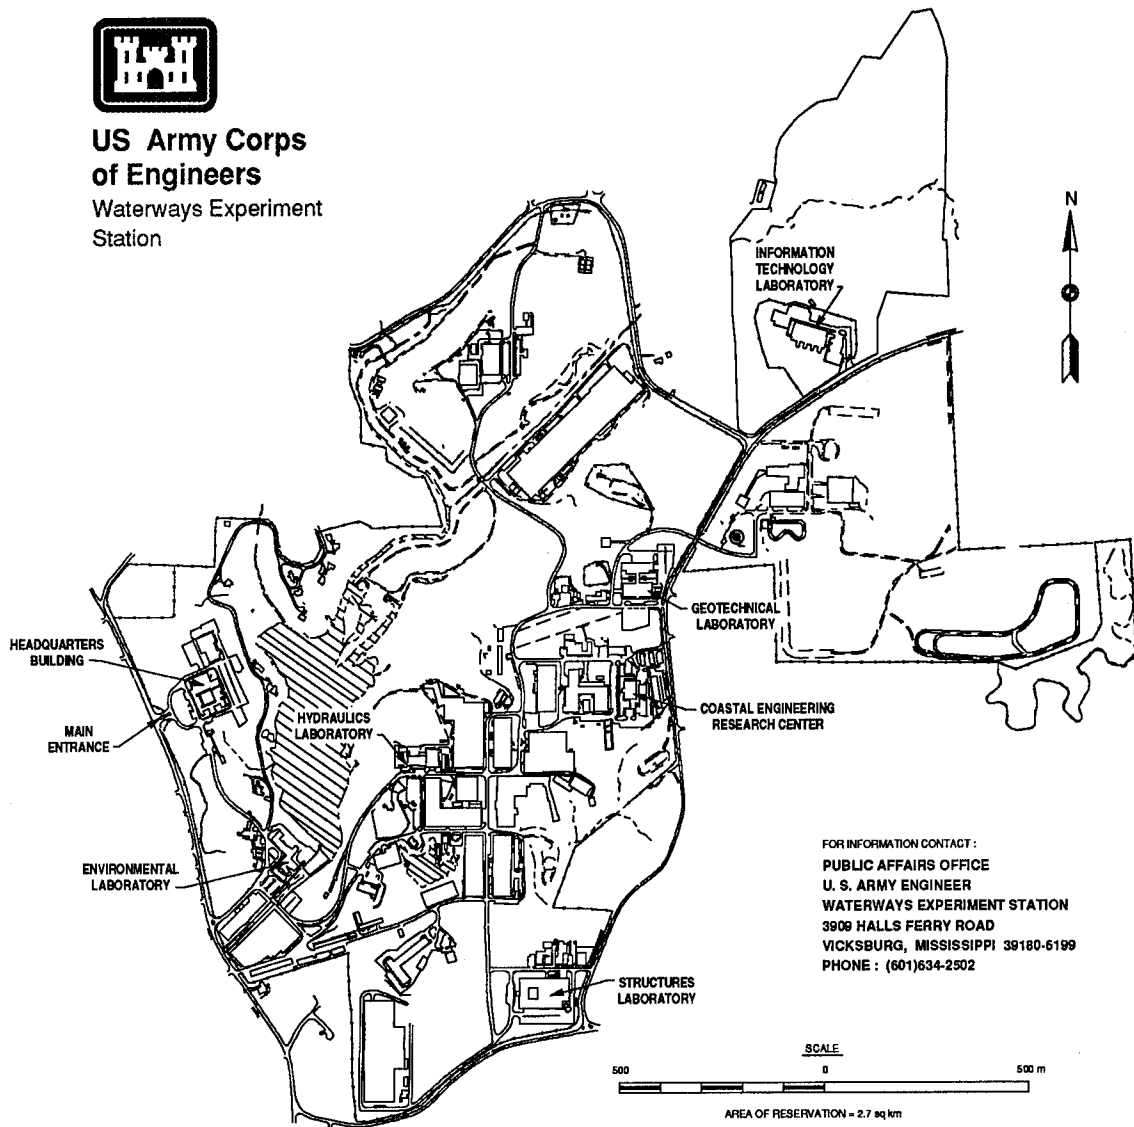 US Army Corps
of Engineers
Waterways Experiment
Station
N
INFORMATION
TECHNOLOGY
LABORATORY
GEOTECHNICAL
LABORATORY
HEADQUARTERS
BUILDING
MAIN
ENTRANCE
HYDRAULICS
LABORATORY
COASTAL ENGINEERING
RESEARCH CENTER
ENVIRONMENTAL
LABORATORY
STRUCTURES
LABORATORY
FOR INFORMATION CONTACT :
PUBLIC AFFAIRS OFFICE
U. S. ARMY ENGINEER
WATERWAYS EXPERIMENT STATION
3909 HALLS FERRY ROAD
VICKSBURG, MISSISSIPPI 39180-6199
PHONE : (601)634-2502
SCALE
500 0 500 m
AREA OF RESERVATION = 2.7 sq km